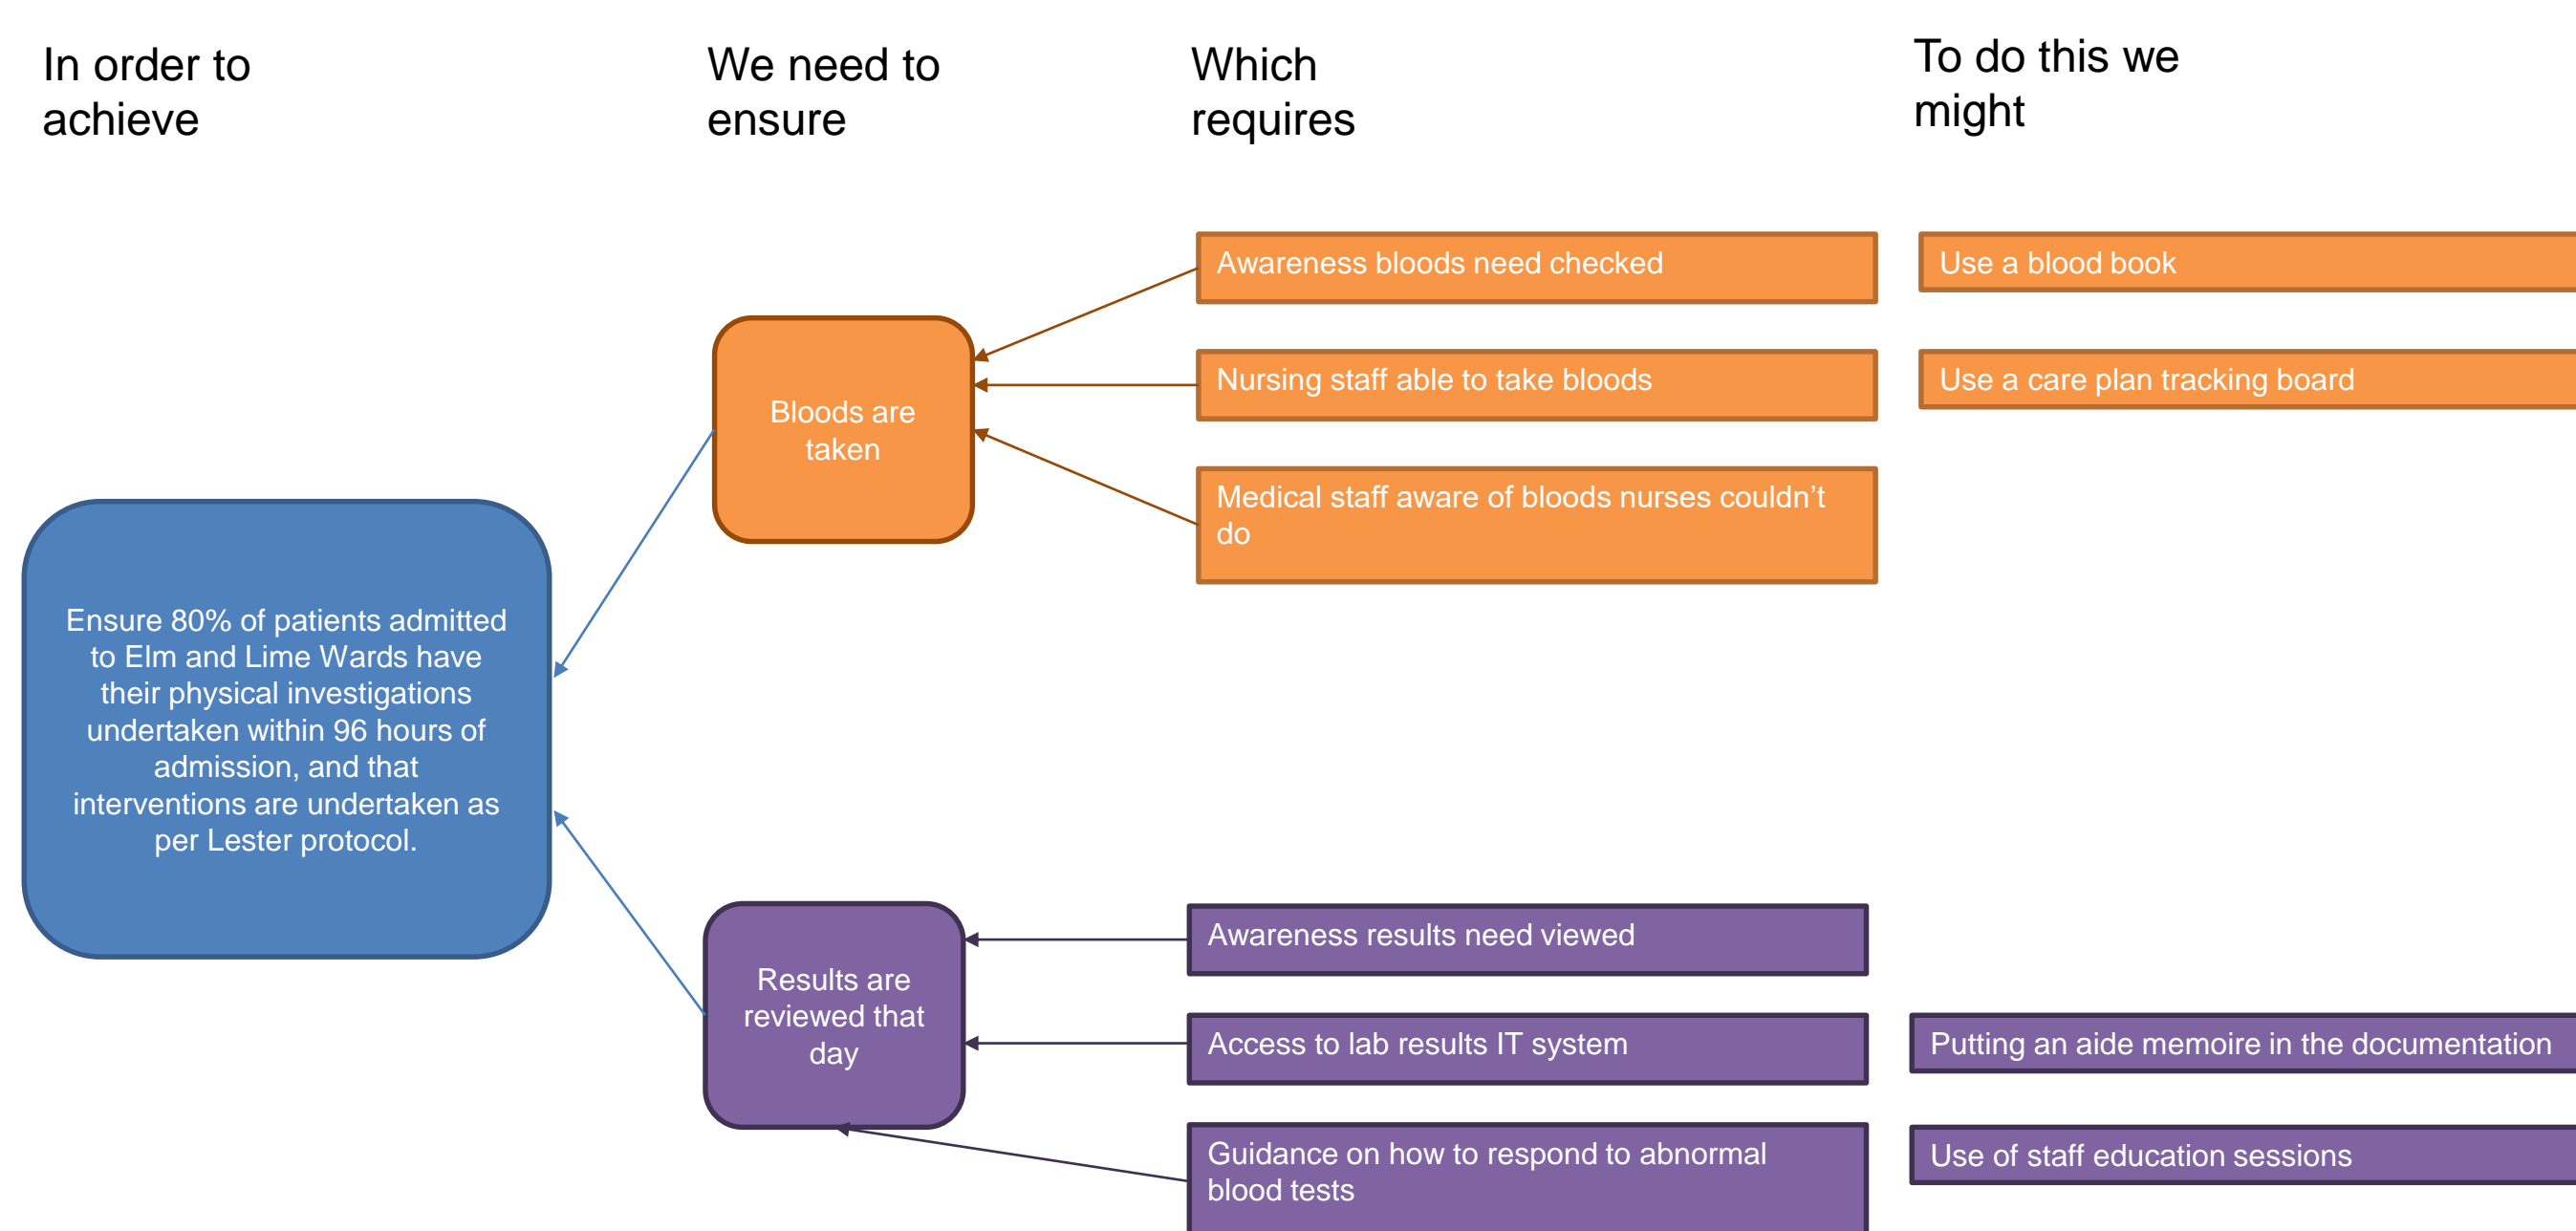 In order to
achieve
We need to
ensure
Which
requires
To do this we
might
Awareness bloods need checked
Use a blood book
Nursing staff able to take bloods
Use a care plan tracking board
Bloods are
taken
Medical staff aware of bloods nurses couldn’t
do
Ensure 80% of patients admitted
to Elm and Lime Wards have
their physical investigations
undertaken within 96 hours of
admission, and that
interventions are undertaken as
per Lester protocol.
Awareness results need viewed
Results are
reviewed that
day
Access to lab results IT system
Putting an aide memoire in the documentation
Guidance on how to respond to abnormal
blood tests
Use of staff education sessions